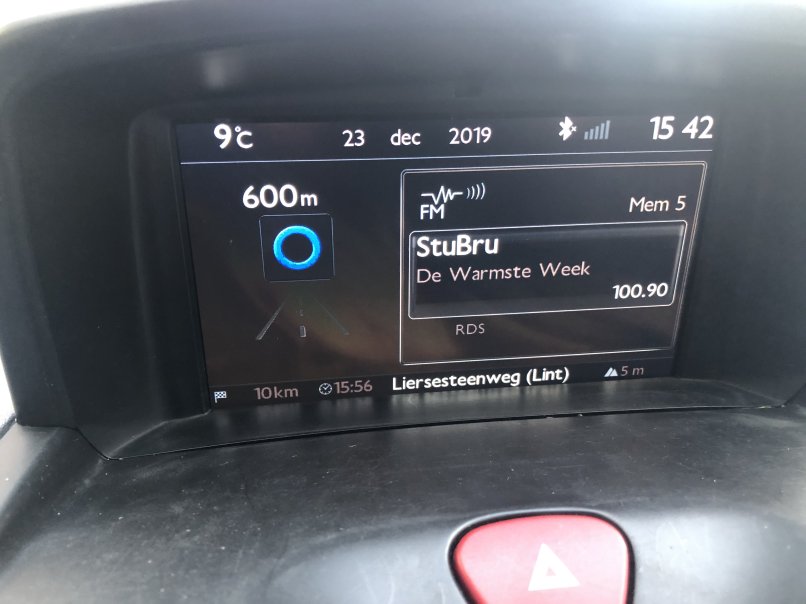 9°C 23 dec 2019 15 42
600m
FM
Mem 5
StuBru
De Warmste Week
100.90
RDS
10km 15:56 Liersesteenweg (Lint) 5 m